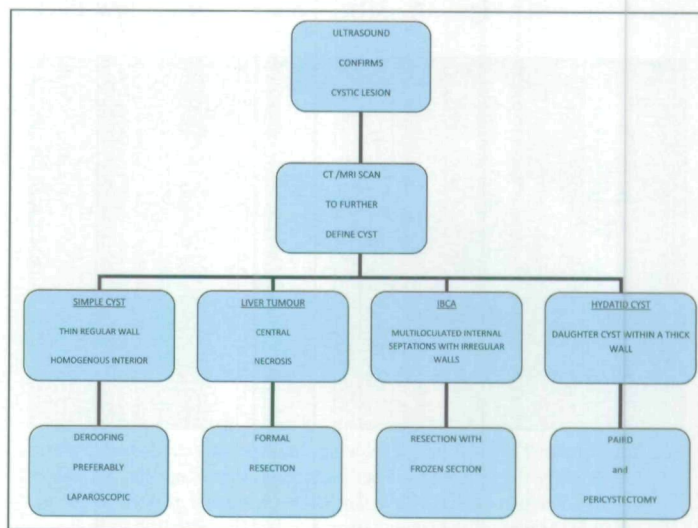 ULTRASOUND
CONFIRMS
CYSTIC LESION
CT /MRI SCAN
TO FURTHER
DEFINE CYST
SIMPLE CYST
THIN REGULAR WALL
HOMOGENOUS INTERIOR
LIVER TUMOUR
CENTRAL
NECROSIS
IBCA
MULTILOCULATED INTERNAL
SEPTATIONS WITH IRREGULAR
WALLS
HYDATID CYST
DAUGHTER CYST WITHIN A THICK
WALL
DEROOFING
PREFERABLY
LAPAROSCOPIC
FORMAL
RESECTION
RESECTION WITH
FROZEN SECTION
PAIRD
and
PERICYSTECTOMY